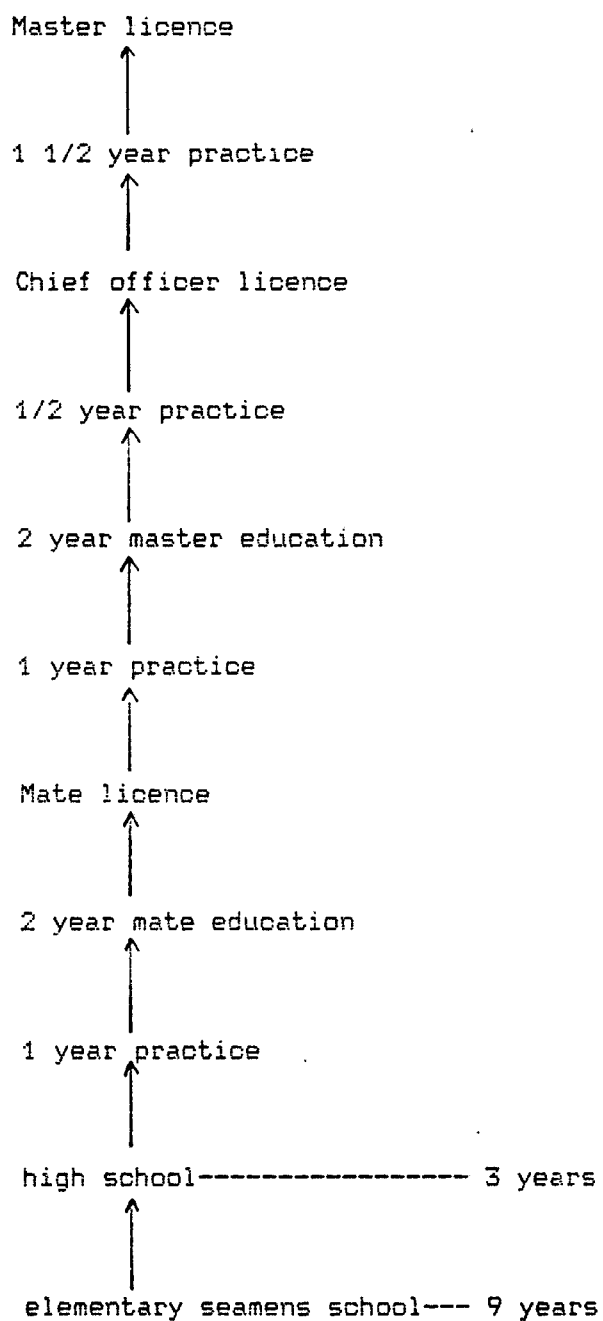 Master licence
1 1/2 year practice
Chief officer licence
1/2 year practice
2 year master education
1 year practice
Mate licence
2 year mate education
1 year practice
high school----------------- 3 years
elementary seamens school--- 9 years